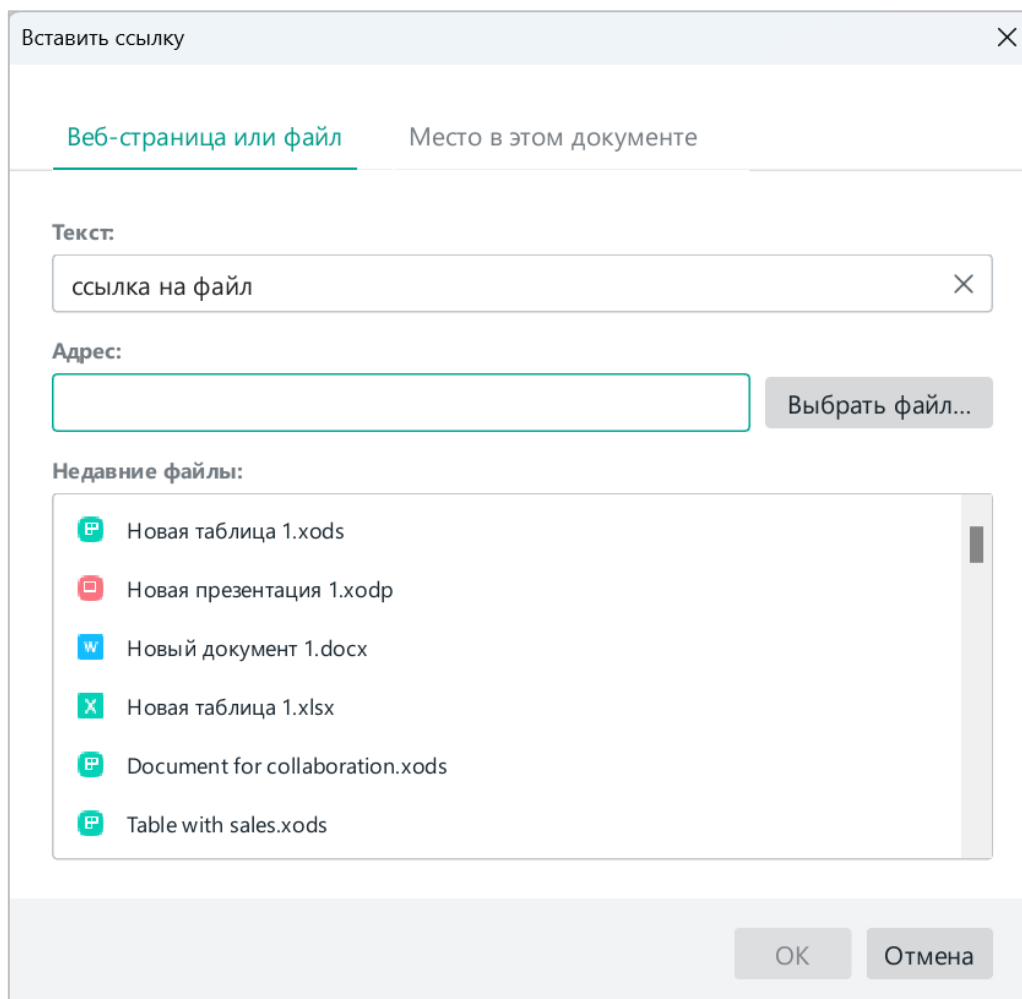 Вставить ссылку
Веб-страница или файл Место в этом документе
Текст:
ссылка на файл
Адрес:
Выбрать файл...
Недавние файлы:
Новая таблица 1.xods
Новая презентация 1.xodp
W Новый документ 1.docx
X Новая таблица 1.xlsx
Document for collaboration.xods
Table with sales.xods
OK Отмена